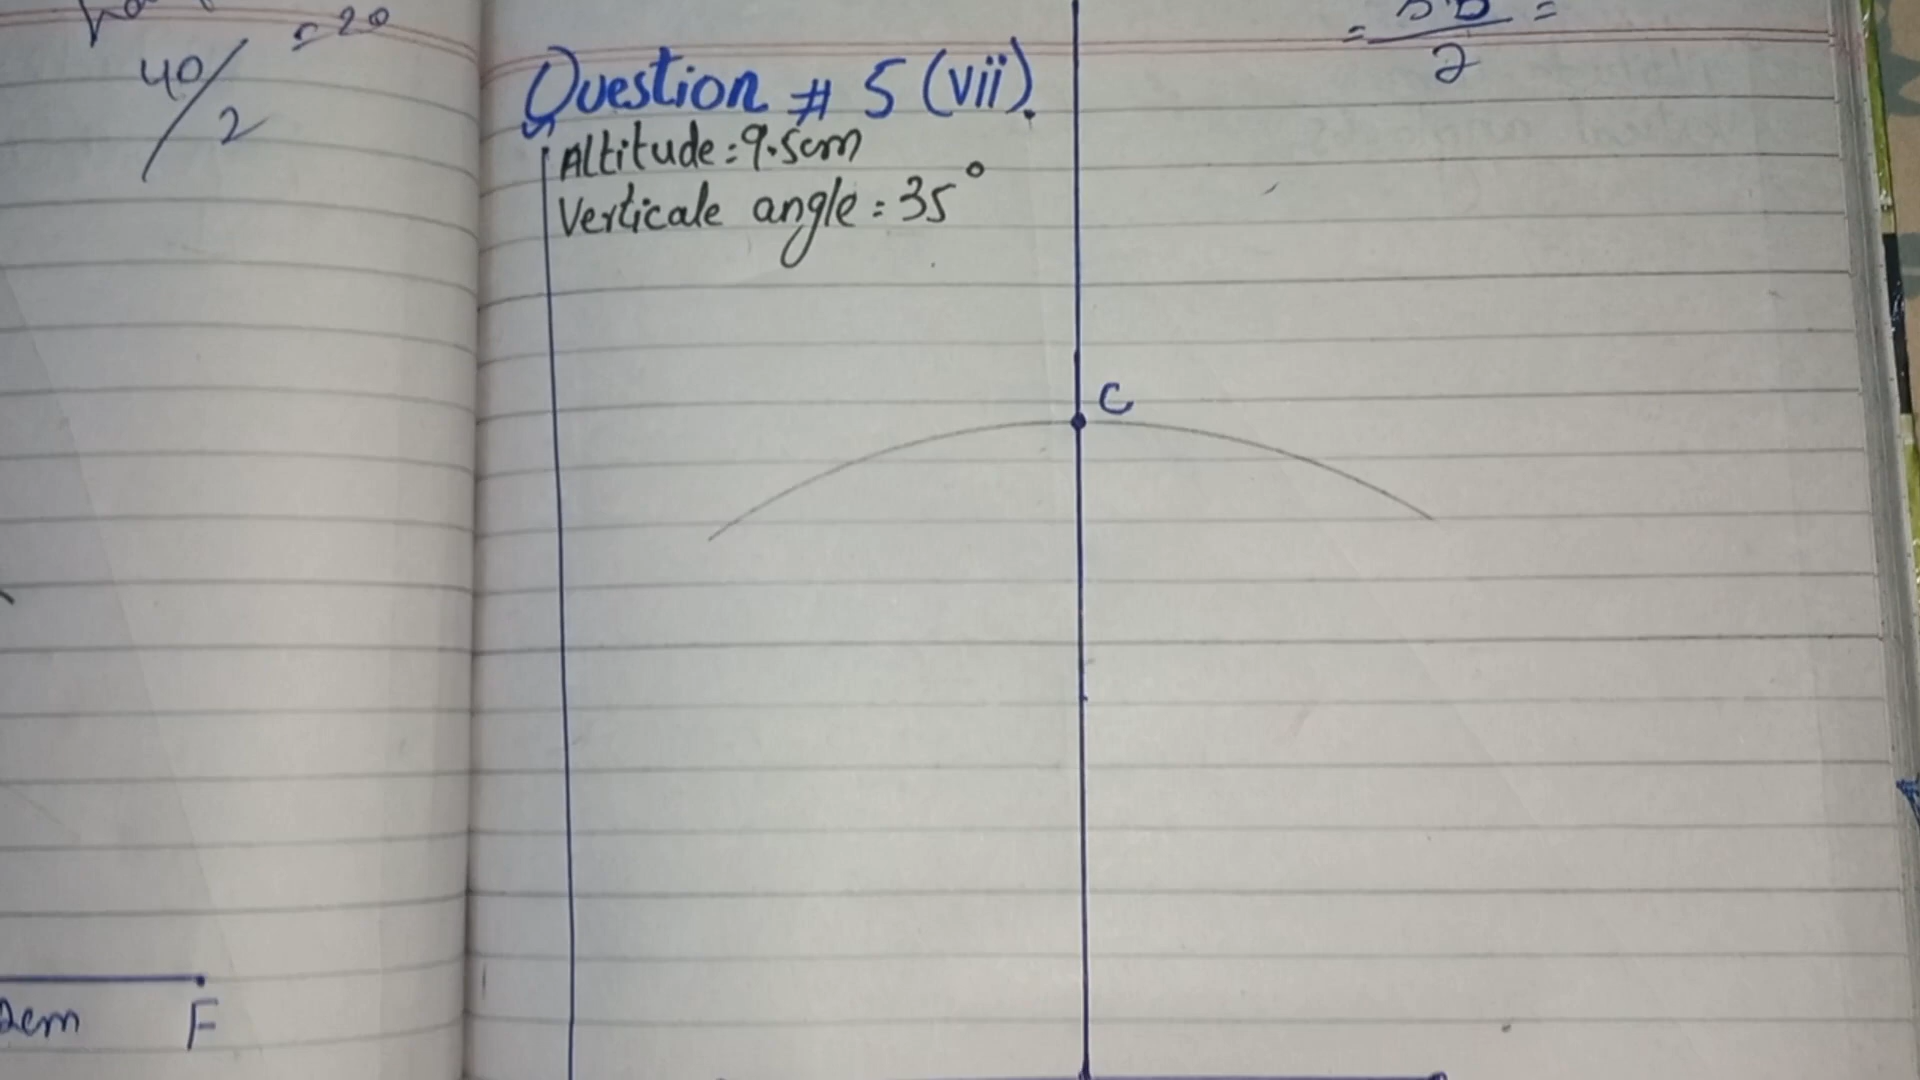 = 20
40/2
Question # 5 (vii).
Altitude = 9.5cm
Verticale angle = 35°
C
F
= 2